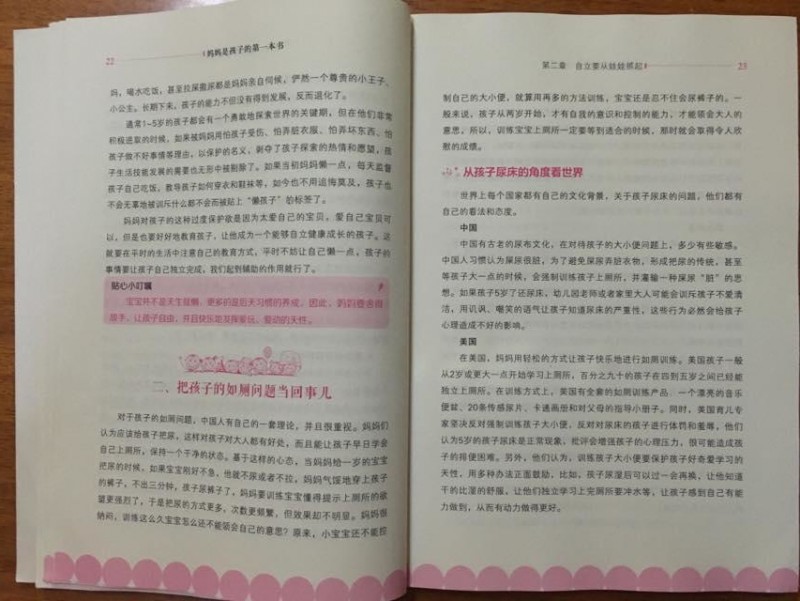 22
妈妈是孩子的第一本书
妈，喝水吃饭，甚至拉屎撒尿都是妈妈亲自伺候，俨然一个尊贵的小王子、
小公主。长期下来，孩子的能力不但没有得到发展，反而退化了。
通常1~5岁的孩子都会有一个勇敢地探索世界的关键期，但在他们非常
积极进取的时候，如果被妈妈用怕孩子受伤、怕弄脏衣服、怕弄坏东西、怕
孩子做不好事情等理由，以保护的名义，剥夺了孩子探索的热情和愿望，孩
子生活技能发展的需要也无形中被剔除了。如果当初妈妈懒一点，每天监督
孩子自己吃饭，教导孩子如何穿衣和鞋袜等，如今也不用追悔莫及，孩子也
不会无辜地被训斥什么都不会而被贴上“懒孩子”的标签了。
妈妈对孩子的这种过度保护欲是因为太爱自己的宝贝，爱自己宝贝可
以，但是也要好好地教育孩子，让他成为一个能够自立健康成长的孩子。这
就要在平时的生活中注意自己的教育方式，平时不妨让自己懒一点，孩子的
事情要让孩子自己独立完成，我们起到辅助的作用就行了。
贴心小叮嘱
宝宝并不是天生就懒，更多的是后天习惯的养成，因此，妈妈要舍得
放手，让孩子自由、并且快乐地发挥爱玩、爱动的天性。
二、把孩子的如厕问题当回事儿
对于孩子的如厕问题，中国人有自己的一套理论，并且很重视。妈妈们
认为应该给孩子把尿，这样对孩子对大人都有好处，而且能让孩子早日学会
自己上厕所，保持一个干净的状态。基于这样的心态，当妈妈给一岁的宝宝
把尿的时候，如果宝宝刚好不急，他就不尿或者不拉。妈妈气馁地穿上孩子
的裤子，不出三分钟，孩子尿裤子了，妈妈要训练宝宝懂得提示上厕所的欲
望更强烈了，于是把尿的方式更多，次数更频繁，但效果却不明显。妈妈很
纳闷，训练这么久宝宝怎么还不能领会自己的意思？原来，小宝宝还不能控
第二章 自立要从娃娃抓起
23
制自己的大小便，就算用再多的方法训练，宝宝还是忍不住会尿裤子的。一
般来说，孩子从两岁开始，才有自我的意识和控制的能力，才能领会大人的
意思，所以，训练宝宝上厕所一定要等到适合的时候，那时就会取得令人欣
慰的成绩。
从孩子尿床的角度看世界
世界上每个国家都有自己的文化背景，关于孩子尿床的问题，他们都有
自己的看法和态度。
中国
中国有古老的尿布文化，在对待孩子的大小便问题上，多少有些敏感。
中国人习惯认为屎尿很脏，为了避免屎尿弄脏衣物，形成把尿的传统，甚至
等孩子大一点的时候，会强制训练孩子上厕所，并灌输一种屎尿“脏”的思
想。如果孩子5岁了还尿床，幼儿园老师或者家里大人可能会训斥孩子不爱清
洁，用讥讽、嘲笑的语气让孩子知道尿床的严重性，这些行为必然会给孩子
心理造成不好的影响。
美国
在美国，妈妈用轻松的方式让孩子快乐地进行如厕训练。美国孩子一般
从2岁或更大一点开始学习上厕所，百分之九十的孩子在四到五岁之间已经能
独立上厕所。在训练方式上，美国有全套的如厕训练产品，一个漂亮的音乐
便盆、20条传感尿片、卡通画册和对父母的指导小册子。同时，美国育儿专
家坚决反对强制训练孩子大小便，反对对尿床的孩子进行体罚和羞辱，他们
认为5岁的孩子尿床是正常现象，批评会增强孩子的心理压力，很可能造成孩
子的排便困难。另外，他们认为，训练孩子大小便要保护孩子好奇爱学习的
天性，用多种办法正面鼓励，比如，孩子尿湿后可以过一会再换，让他知道
干的比湿的舒服，让他们独立学习上完厕所要冲水等，让孩子感到自己有能
力做到，从而有动力做得更好。